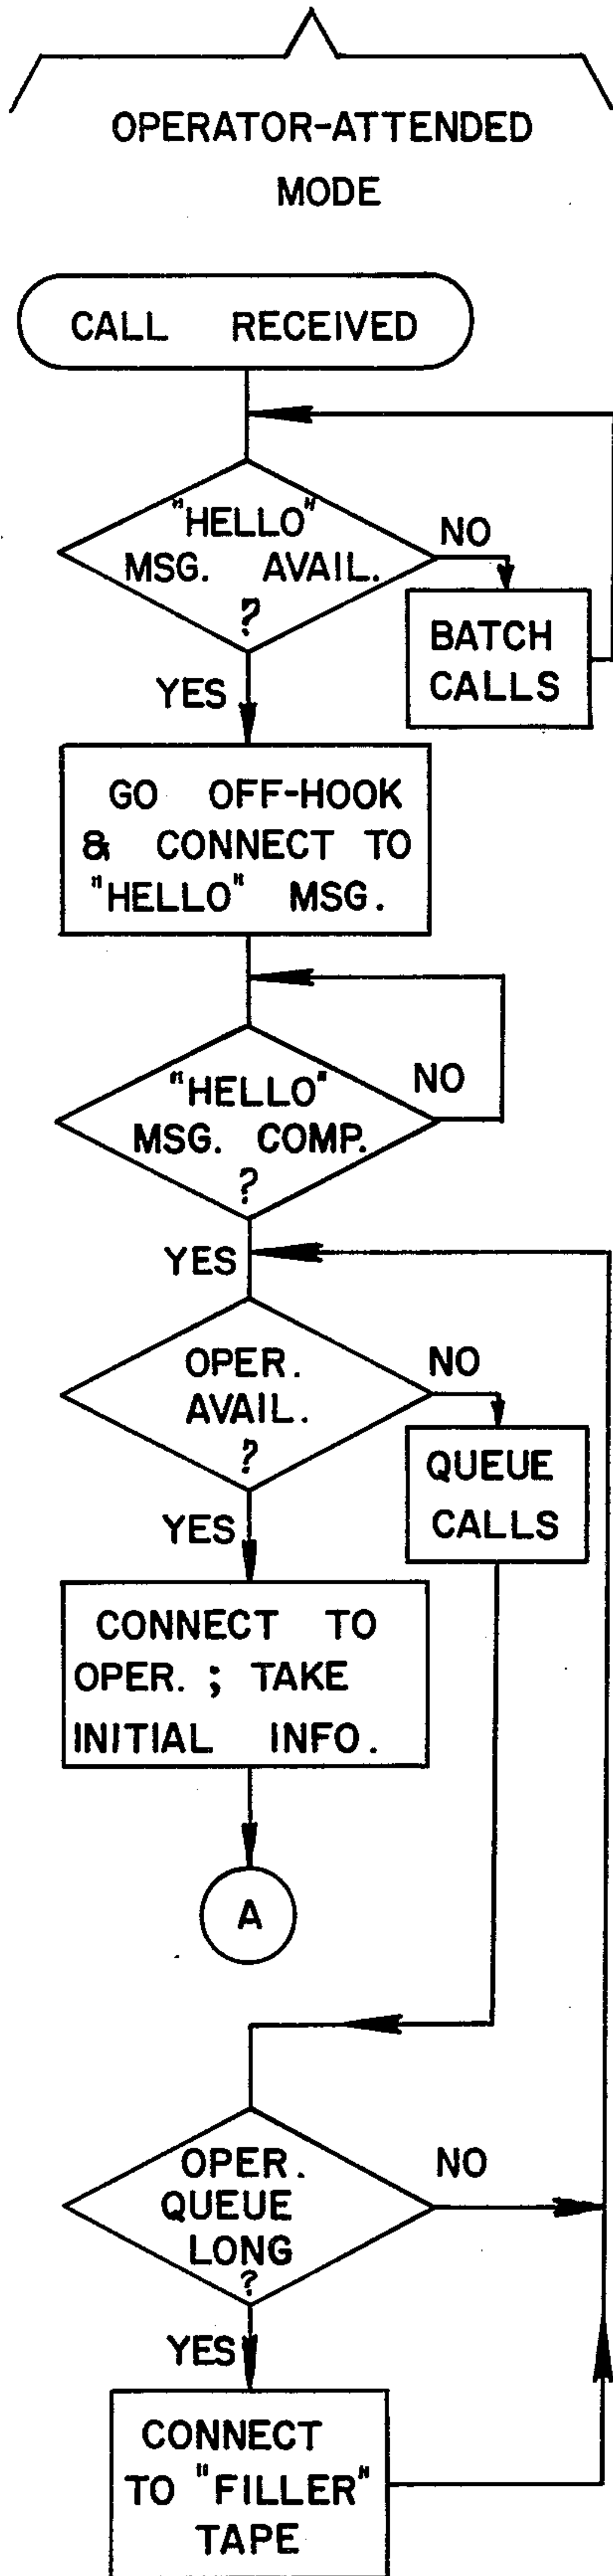 OPERATOR-ATTENDED
MODE
CALL RECEIVED
"HELLO"
MSG. AVAIL.
?
NO
BATCH
CALLS
YES
GO OFF-HOOK
& CONNECT TO
"HELLO" MSG.
"HELLO"
MSG. COMP.
?
NO
YES
OPER.
AVAIL.
?
NO
QUEUE
CALLS
YES
CONNECT TO
OPER. ; TAKE
INITIAL INFO.
A
OPER.
QUEUE
LONG
?
NO
YES
CONNECT
TO "FILLER"
TAPE